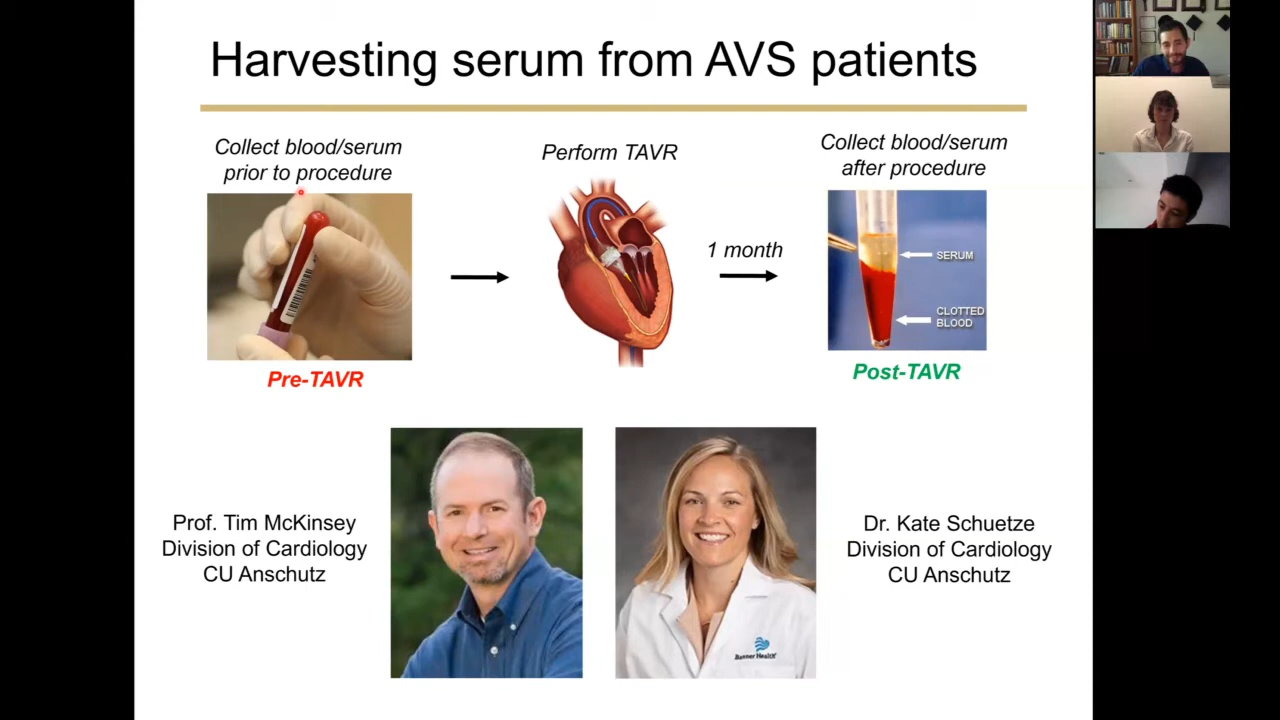 Harvesting serum from AVS patients
Collect blood/serum
prior to procedure
Perform TAVR
Collect blood/serum
after procedure
1 month
SERUM
CLOTTED
BLOOD
Pre-TAVR
Post-TAVR
Prof. Tim McKinsey
Division of Cardiology
CU Anschutz
Dr. Kate Schuetze
Division of Cardiology
CU Anschutz
Banner Health